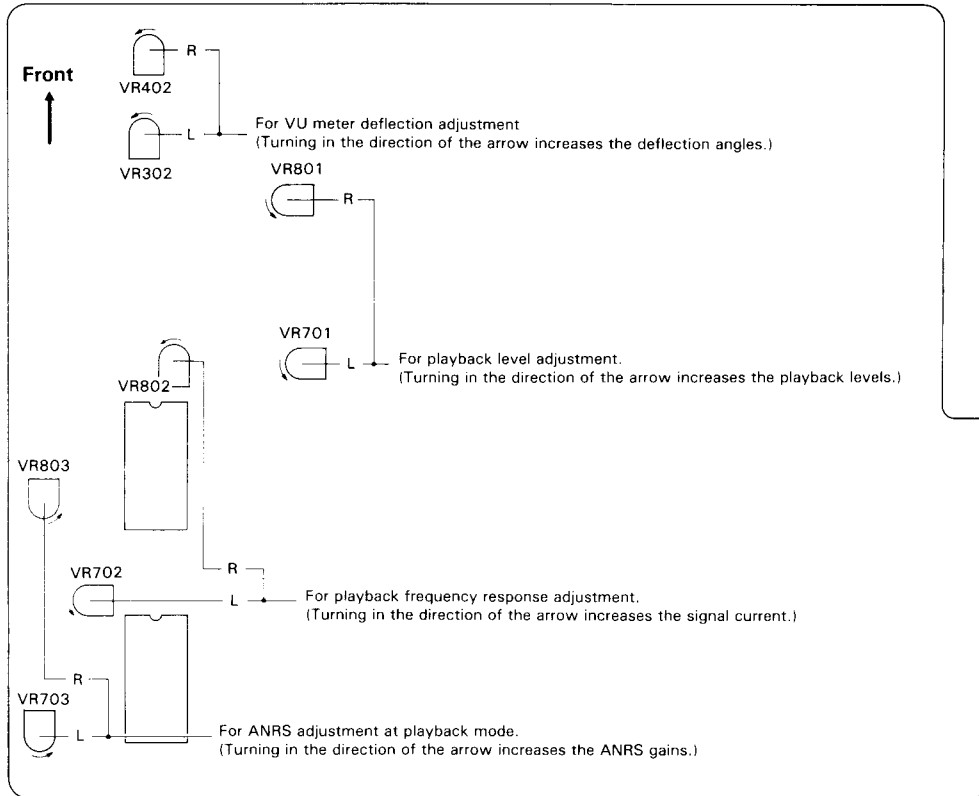 R
Front
VR402
L
For VU meter deflection adjustment
(Turning in the direction of the arrow increases the deflection angles.)
VR302
VR801
R
VR701
L
For playback level adjustment.
(Turning in the direction of the arrow increases the playback levels.)
VR802
VR803
R
VR702
L
For playback frequency response adjustment.
(Turning in the direction of the arrow increases the signal current.)
R
VR703
L
For ANRS adjustment at playback mode.
(Turning in the direction of the arrow increases the ANRS gains.)